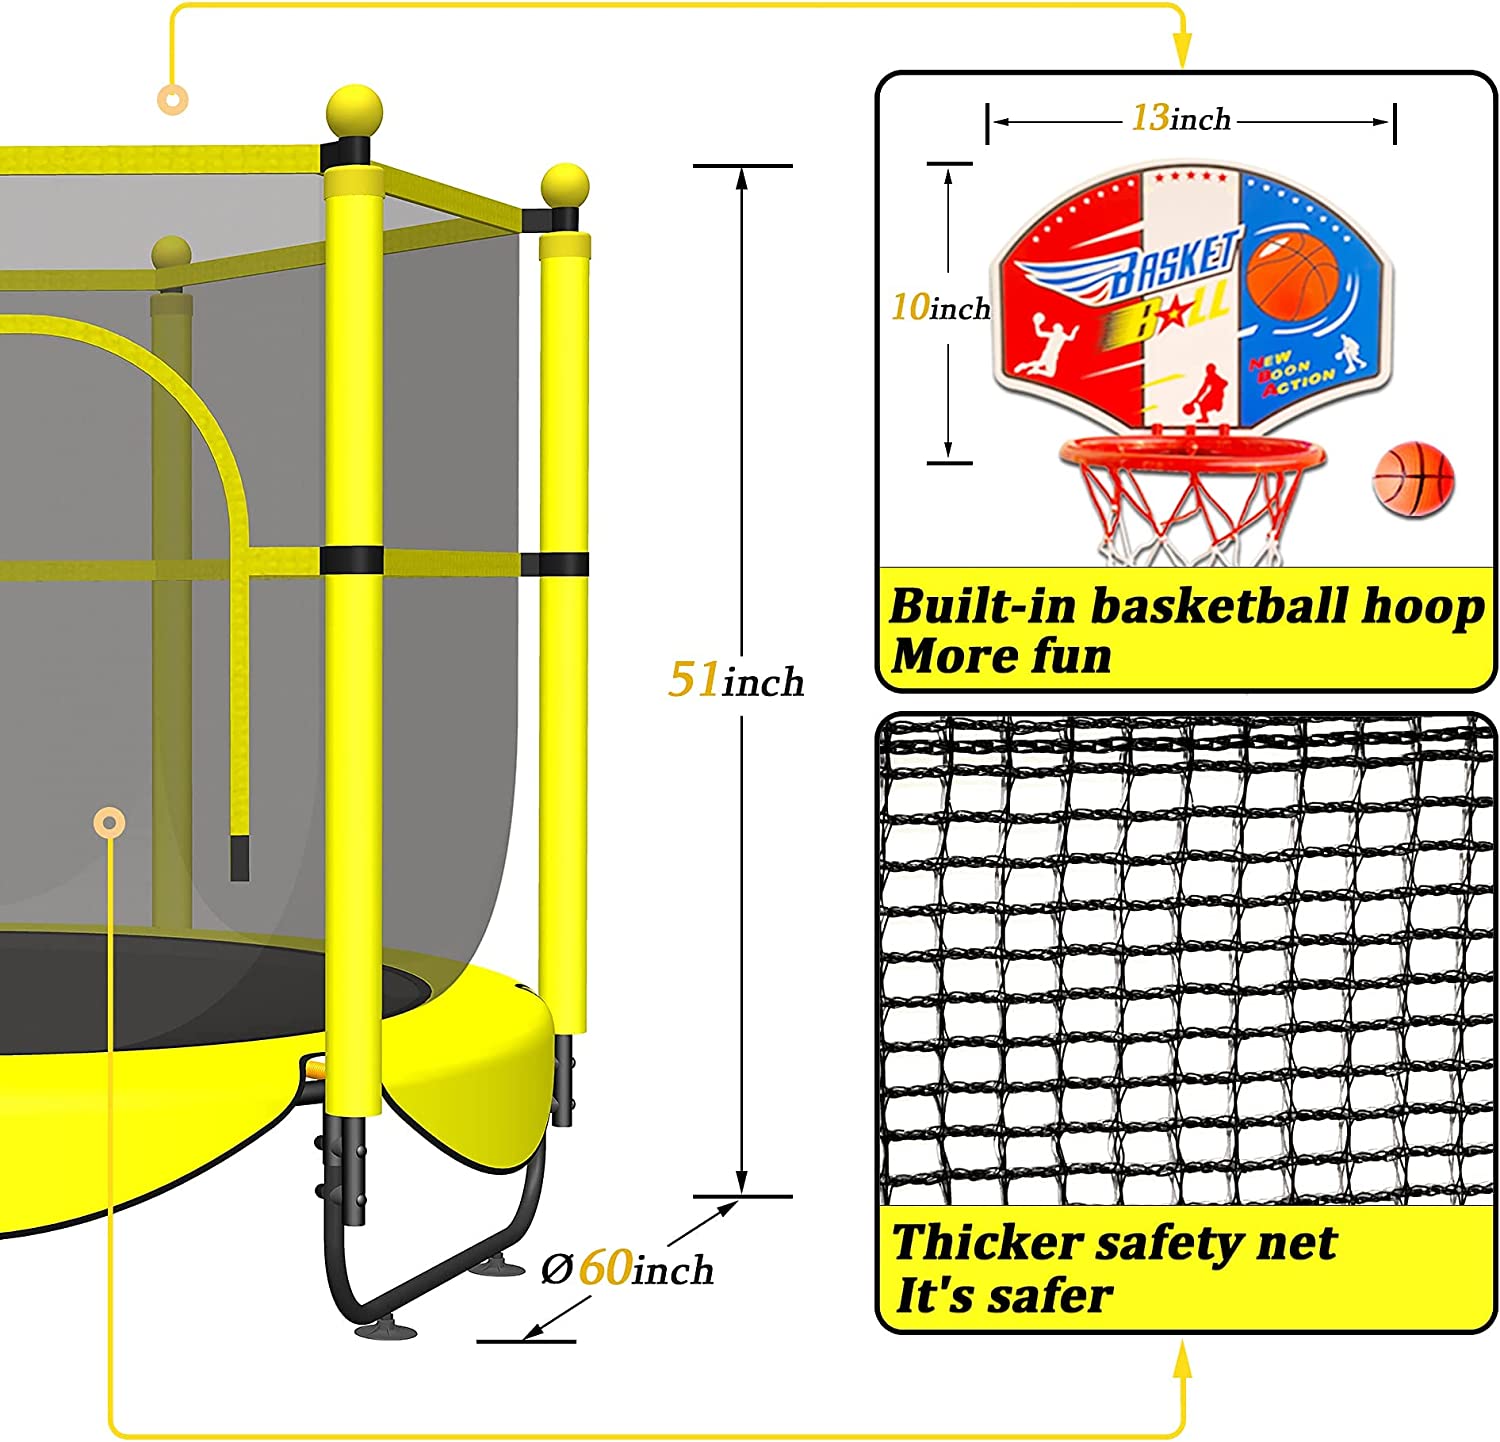 13inch
10inch
BASKET
BALL
NEW
BOON
ACTION
Built-in basketball hoop
More fun
51inch
Ø60inch
Thicker safety net
It's safer